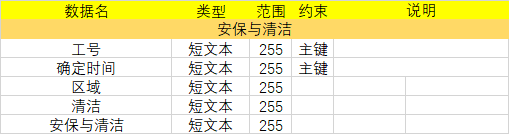 数据名 类型 范围 约束 说明
安保与清洁
工号 短文本 255 主键
确定时间 短文本 255 主键
区域 短文本 255
清洁 短文本 255
安保与清洁 短文本 255